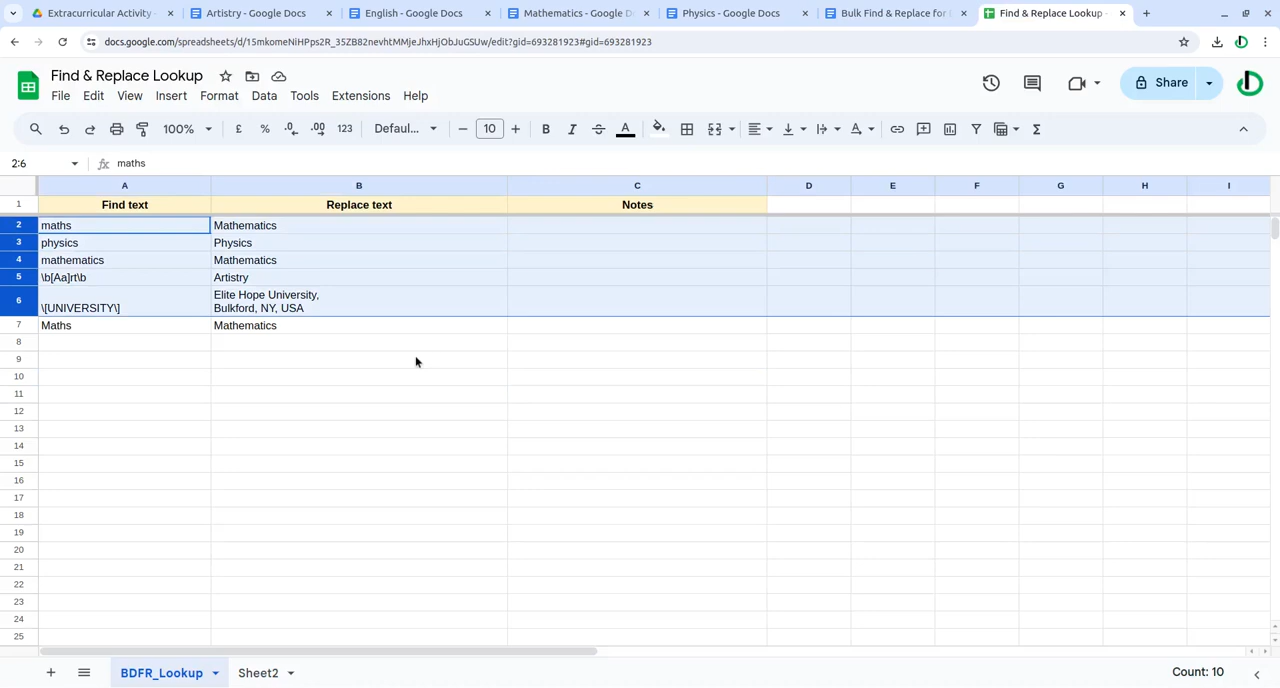 Extracurricular Activity -
Artistry - Google Docs
English - Google Docs
Mathematics - Google D
Physics - Google Docs
Bulk Find & Replace for
Find & Replace Lookup -
docs.google.com/spreadsheets/d/15mkomeNiHPps2R_35ZB82nevhtMMjeJhxHjObJuGSUw/edit?gid=693281923#gid=693281923
Find & Replace Lookup
Share
File Edit View Insert Format Data Tools Extensions Help
100% £ % .0 .00 123 Defaul... 10 B I S A
2:6 fx maths
A B C D E F G H I
1 Find text Replace text Notes
2 maths Mathematics
3 physics Physics
4 mathematics Mathematics
5 \b[Aa]rt\b Artistry
Elite Hope University,
6 \[UNIVERSITY\] Bulkford, NY, USA
7 Maths Mathematics
8
9
10
11
12
13
14
15
16
17
18
19
20
21
22
23
24
25
BDFR_Lookup Sheet2 Count: 10